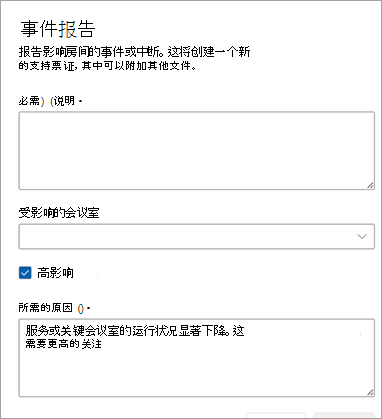 事件报告
报告影响房间的事件或中断。这将创建一个新
的支持票证,其中可以附加其他文件。
必需) (说明 •
受影响的会议室
高影响
所需的原因 () •
服务或关键会议室的运行状况显著下降。这
需要更高的关注